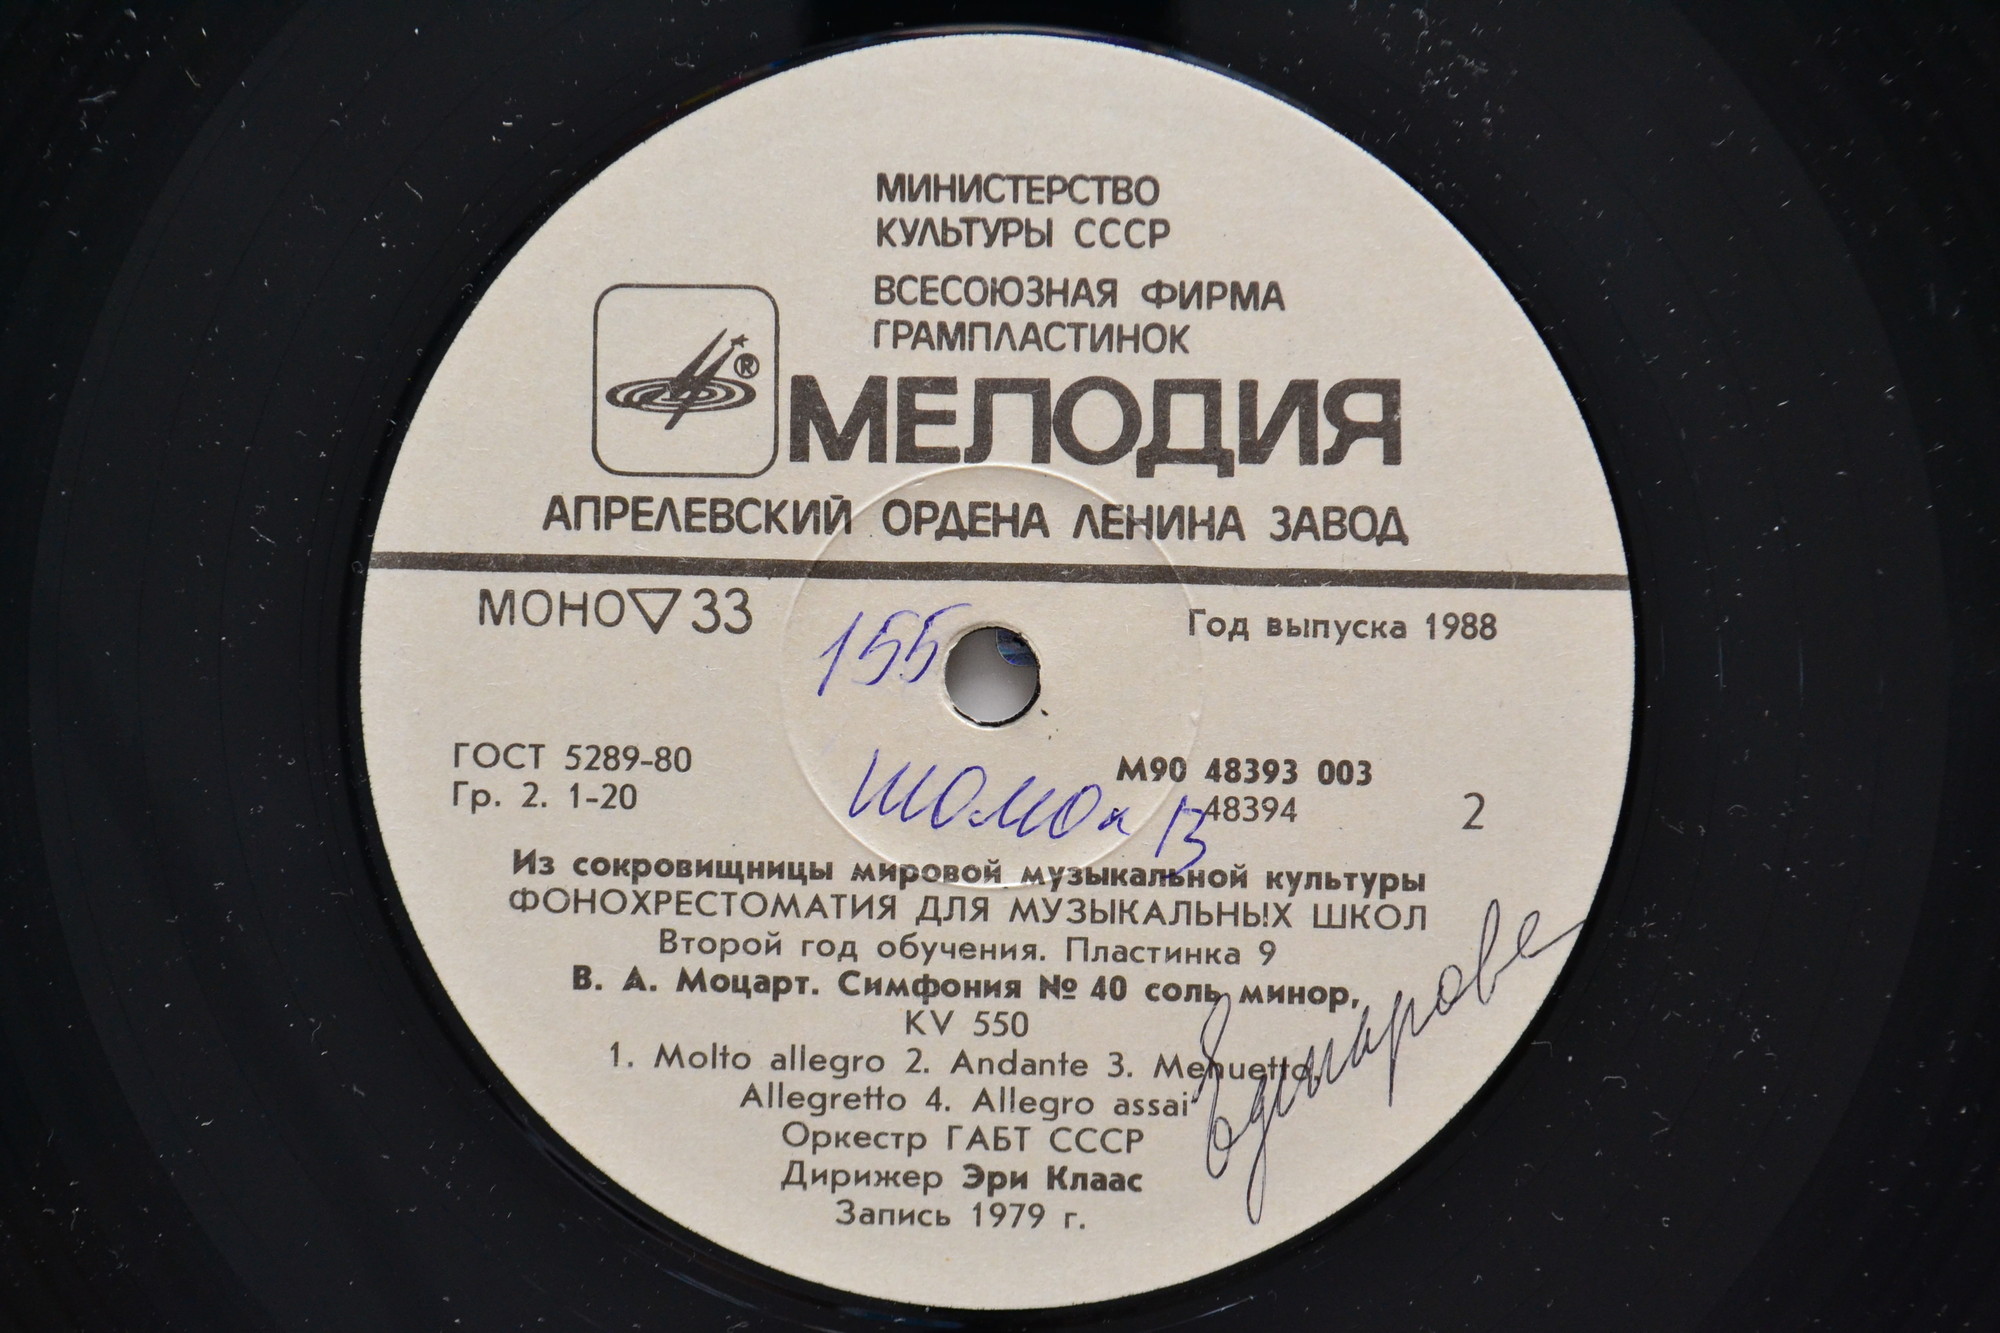 МИНИСТЕРСТВО
КУЛЬТУРЫ СССР
ВСЕСОЮЗНАЯ ФИРМА
ГРАМПЛАСТИНОК
®
МЕЛОДИЯ
АПРЕЛЕВСКИЙ ОРДЕНА ЛЕНИНА ЗАВОД
МОНО▽33
155
Год выпуска 1988
ГОСТ 5289-80
Гр. 2. 1-20
М90 48393 003
48394
2
Из сокровищницы мировой музыкальной культуры
ФОНОХРЕСТОМАТИЯ ДЛЯ МУЗЫКАЛЬНЫХ ШКОЛ
Второй год обучения. Пластинка 9
В. А. Моцарт. Симфония № 40 соль минор,
KV 550
1. Molto allegro 2. Andante 3. Menuetto
Allegretto 4. Allegro assai
Оркестр ГАБТ СССР
Дирижер Эри Клаас
Запись 1979 г.